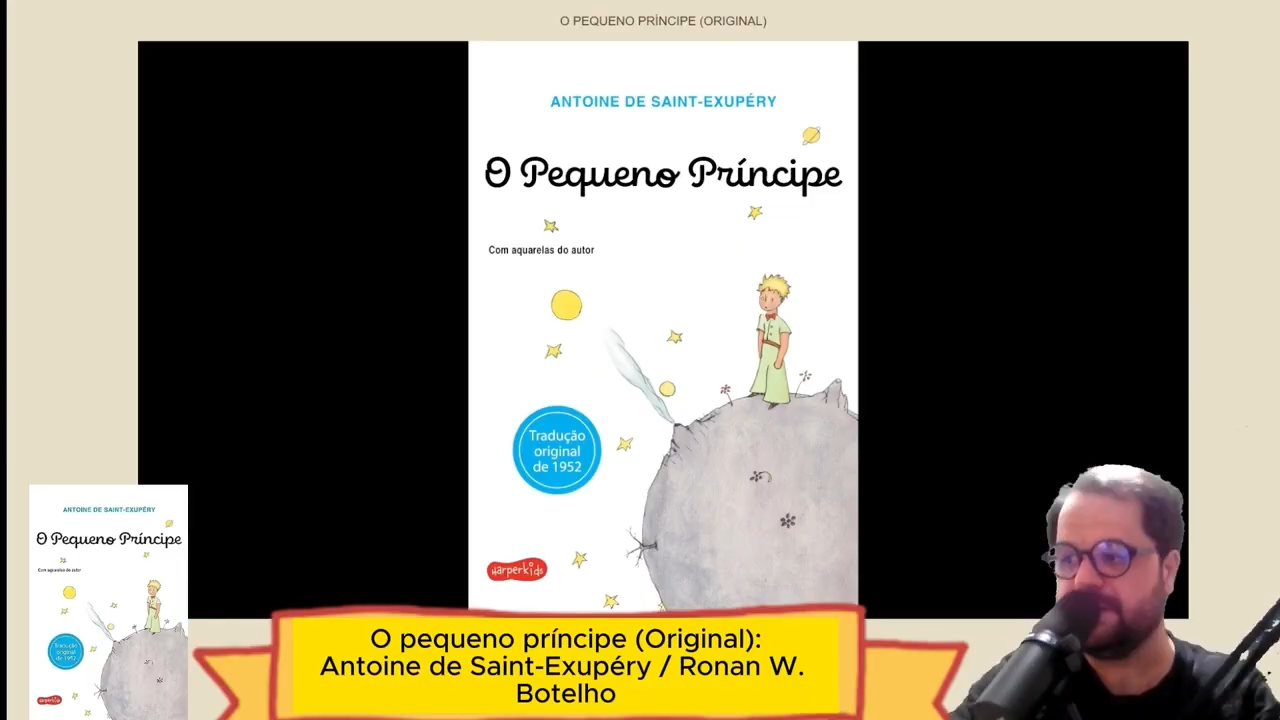 O PEQUENO PRÍNCIPE (ORIGINAL)
ANTOINE DE SAINT-EXUPÉRY
O Pequeno Príncipe
Com aquarelas do autor
Tradução
original
de 1952
harperkids
ANTOINE DE SAINT-EXUPÉRY
O Pequeno Príncipe
Com aquarelas do autor
Tradução
original
de 1952
harperkids
O pequeno príncipe (Original):
Antoine de Saint-Exupéry / Ronan W.
Botelho